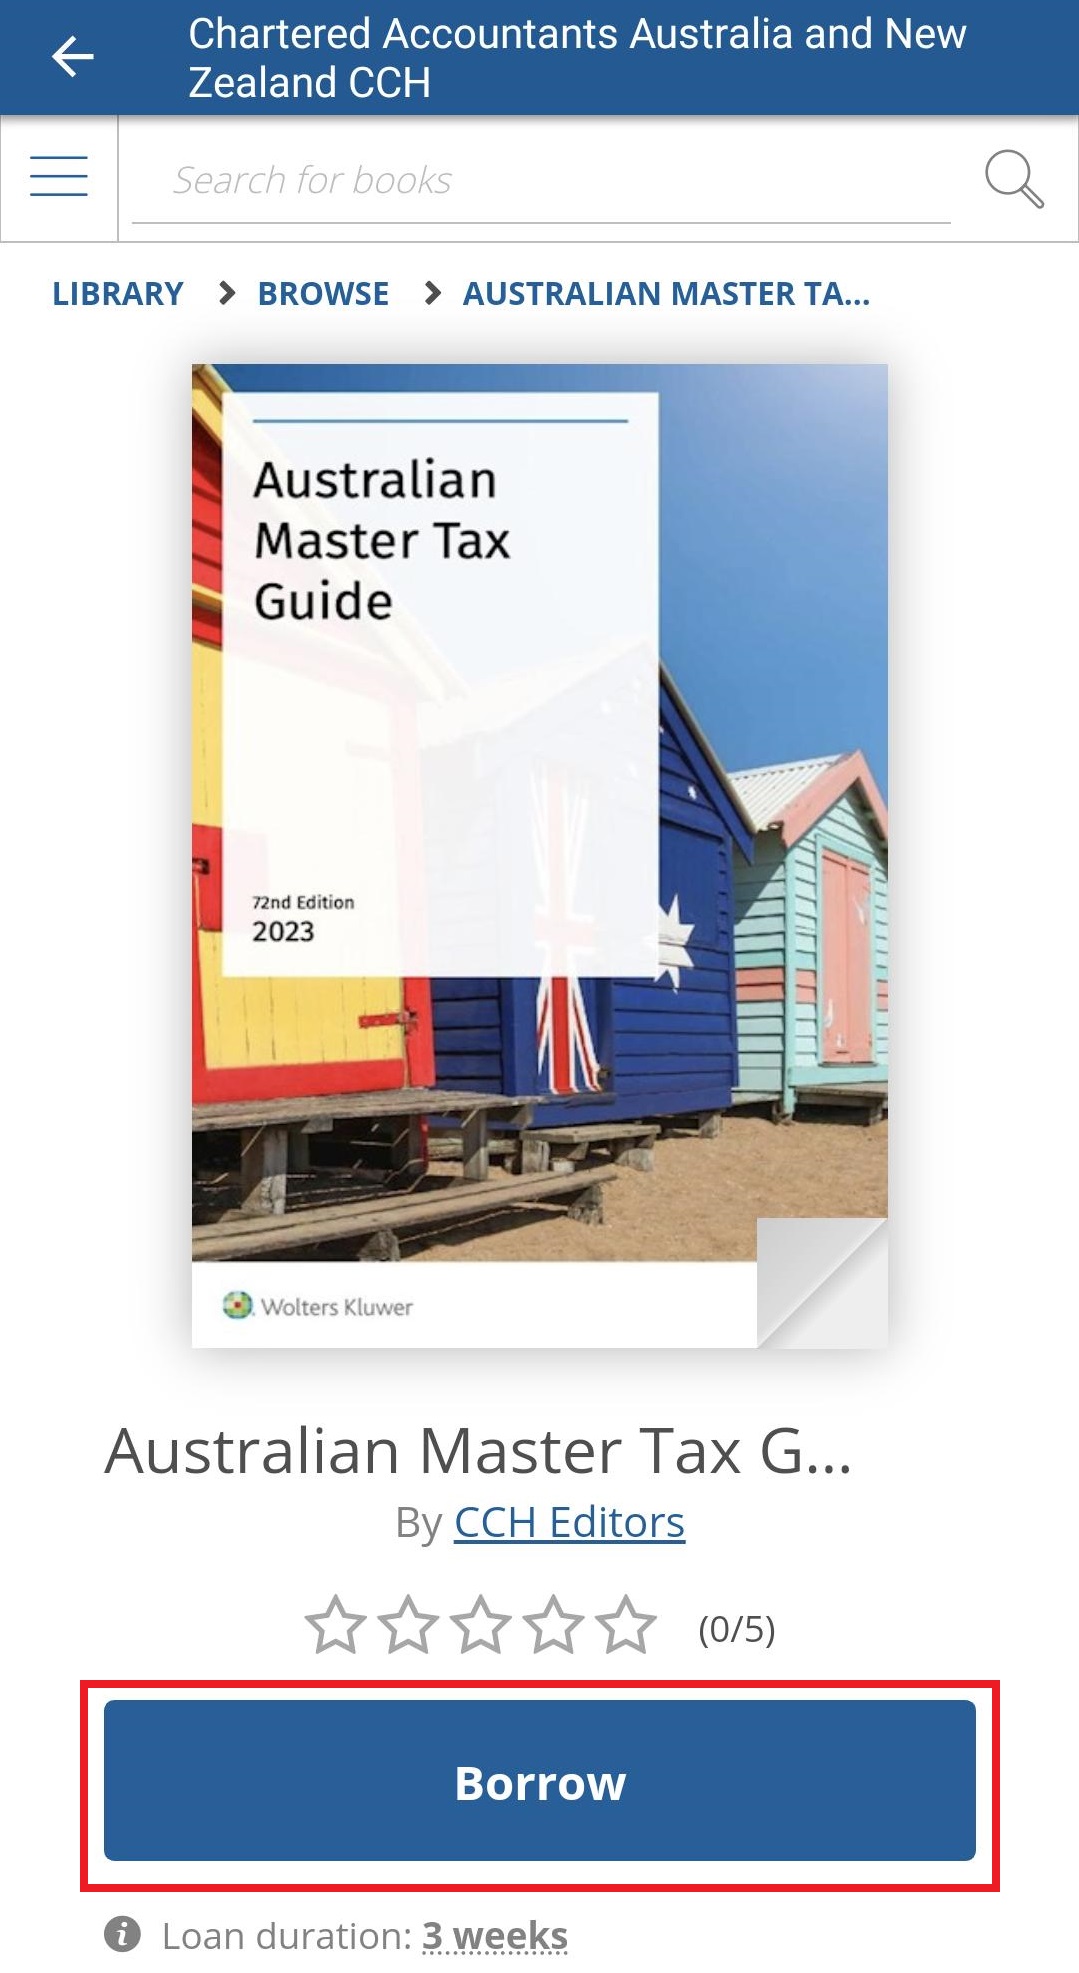 Chartered Accountants Australia and New
Zealand CCH
Search for books
LIBRARY > BROWSE > AUSTRALIAN MASTER TA...
Australian
Master Tax
Guide
72nd Edition
2023
Wolters Kluwer
Australian Master Tax G...
By CCH Editors
(0/5)
Borrow
Loan duration: 3 weeks